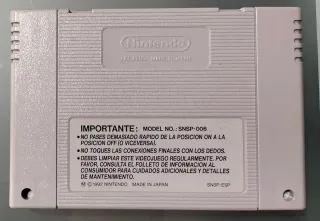 Nintendo
IMPORTANTE: MODEL NO.: SNSP-006
•NO PASES DEMASIADO RAPIDO DE LA POSICION ON A LA
POSICION OFF (O VICEVERSA).
•NO TOQUES LAS CONEXIONES FINALES CON LOS DEDOS.
•DEBES LIMPIAR ESTE VIDEOJUEGO REGULARMENTE. POR
FAVOR, CONSULTA EL FOLLETO DE INFORMACION AL
CONSUMIDOR PARA CUIDADOS ADICIONALES Y DETALLES
DE MANTENIMIENTO.
© 1992 NINTENDO MADE IN JAPAN SNSP-ESP